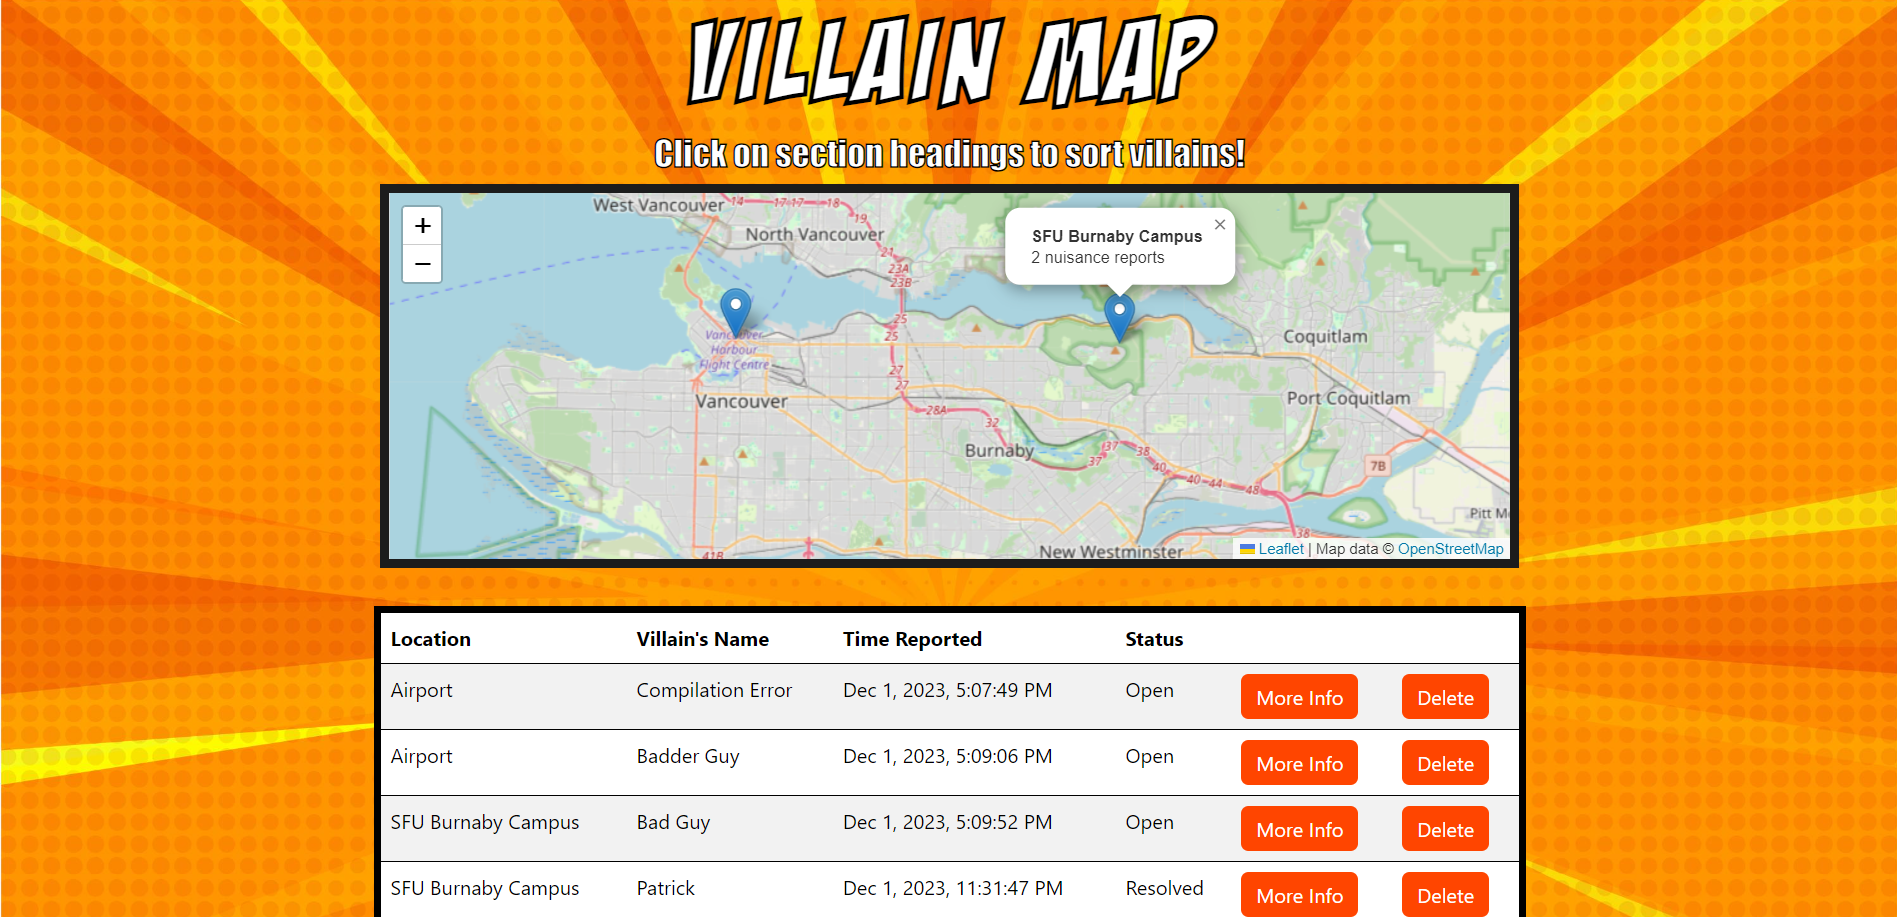 VILLAIN MAP
Click on section headings to sort villains!
+
−
West Vancouver
14
17 17
18
19
North Vancouver
21
23A
23B
SFU Burnaby Campus
×
2 nuisance reports
25
25
Vancouver
Harbour
Flight Centre
Coquitlam
27
27
Vancouver
28A
32
Port Coquitlam
Burnaby
37
38
37
40
40-44
48
7B
38
41B
New Westminster
Leaflet | Map data © OpenStreetMap
Location Villain's Name Time Reported Status
Airport Compilation Error Dec 1, 2023, 5:07:49 PM Open More Info Delete
Airport Badder Guy Dec 1, 2023, 5:09:06 PM Open More Info Delete
SFU Burnaby Campus Bad Guy Dec 1, 2023, 5:09:52 PM Open More Info Delete
SFU Burnaby Campus Patrick Dec 1, 2023, 11:31:47 PM Resolved More Info Delete